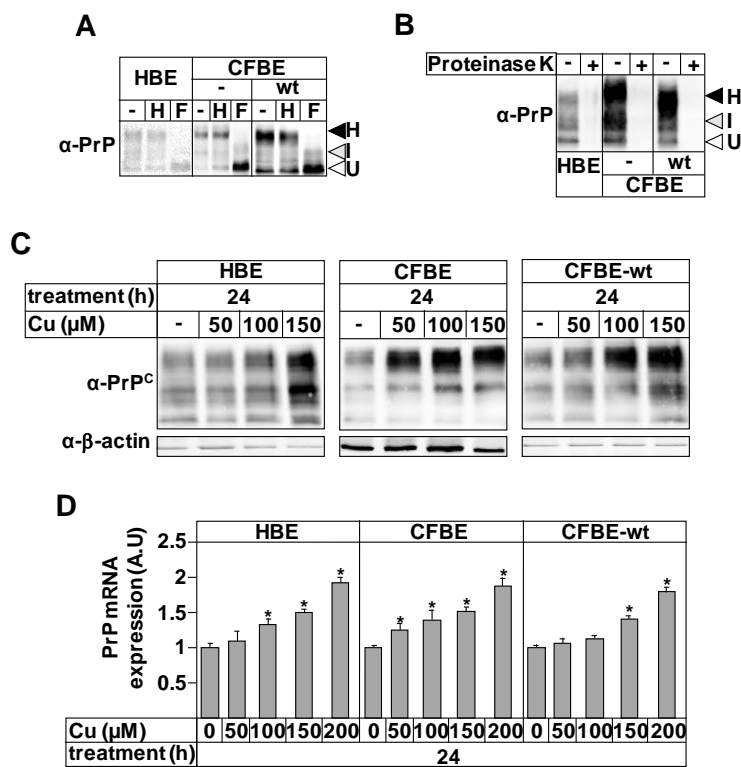 A
HBE CFBE
- wt
- H F - H F - H F
α-PrP
H
I
U
B
Proteinase K - + - + - +
α-PrP
H
I
U
HBE - wt
CFBE
C
HBE CFBE CFBE-wt
treatment (h) 24 24 24
Cu (µM) - 50 100 150 - 50 100 150 - 50 100 150
α-PrPᶜ
α-β-actin
D
HBE CFBE CFBE-wt
PrP mRNA
expression (A.U)
2.5
2
1.5
1
0.5
* * * * * * * * *
Cu (µM) 0 50 100 150 200 0 50 100 150 200 0 50 100 150 200
treatment (h) 24